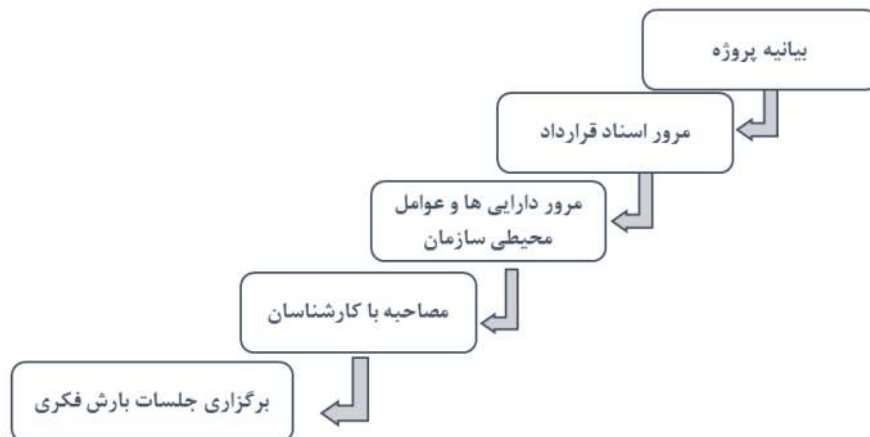 بیانیه پروژه
مرور اسناد قرارداد
مرور دارایی ها و عوامل
محیطی سازمان
مصاحبه با کارشناسان
برگزاری جلسات بارش فکری